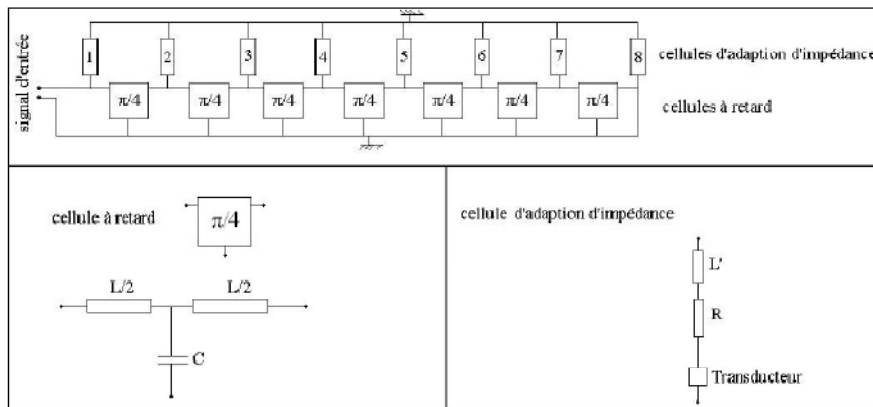 1 2 3 4 5 6 7 8
cellules d'adaption d'impédance
signal d'entrée
π/4 π/4 π/4 π/4 π/4 π/4 π/4
cellules à retard
cellule à retard
π/4
L/2 L/2
C
cellule d'adaption d'impédance
L'
R
Transducteur